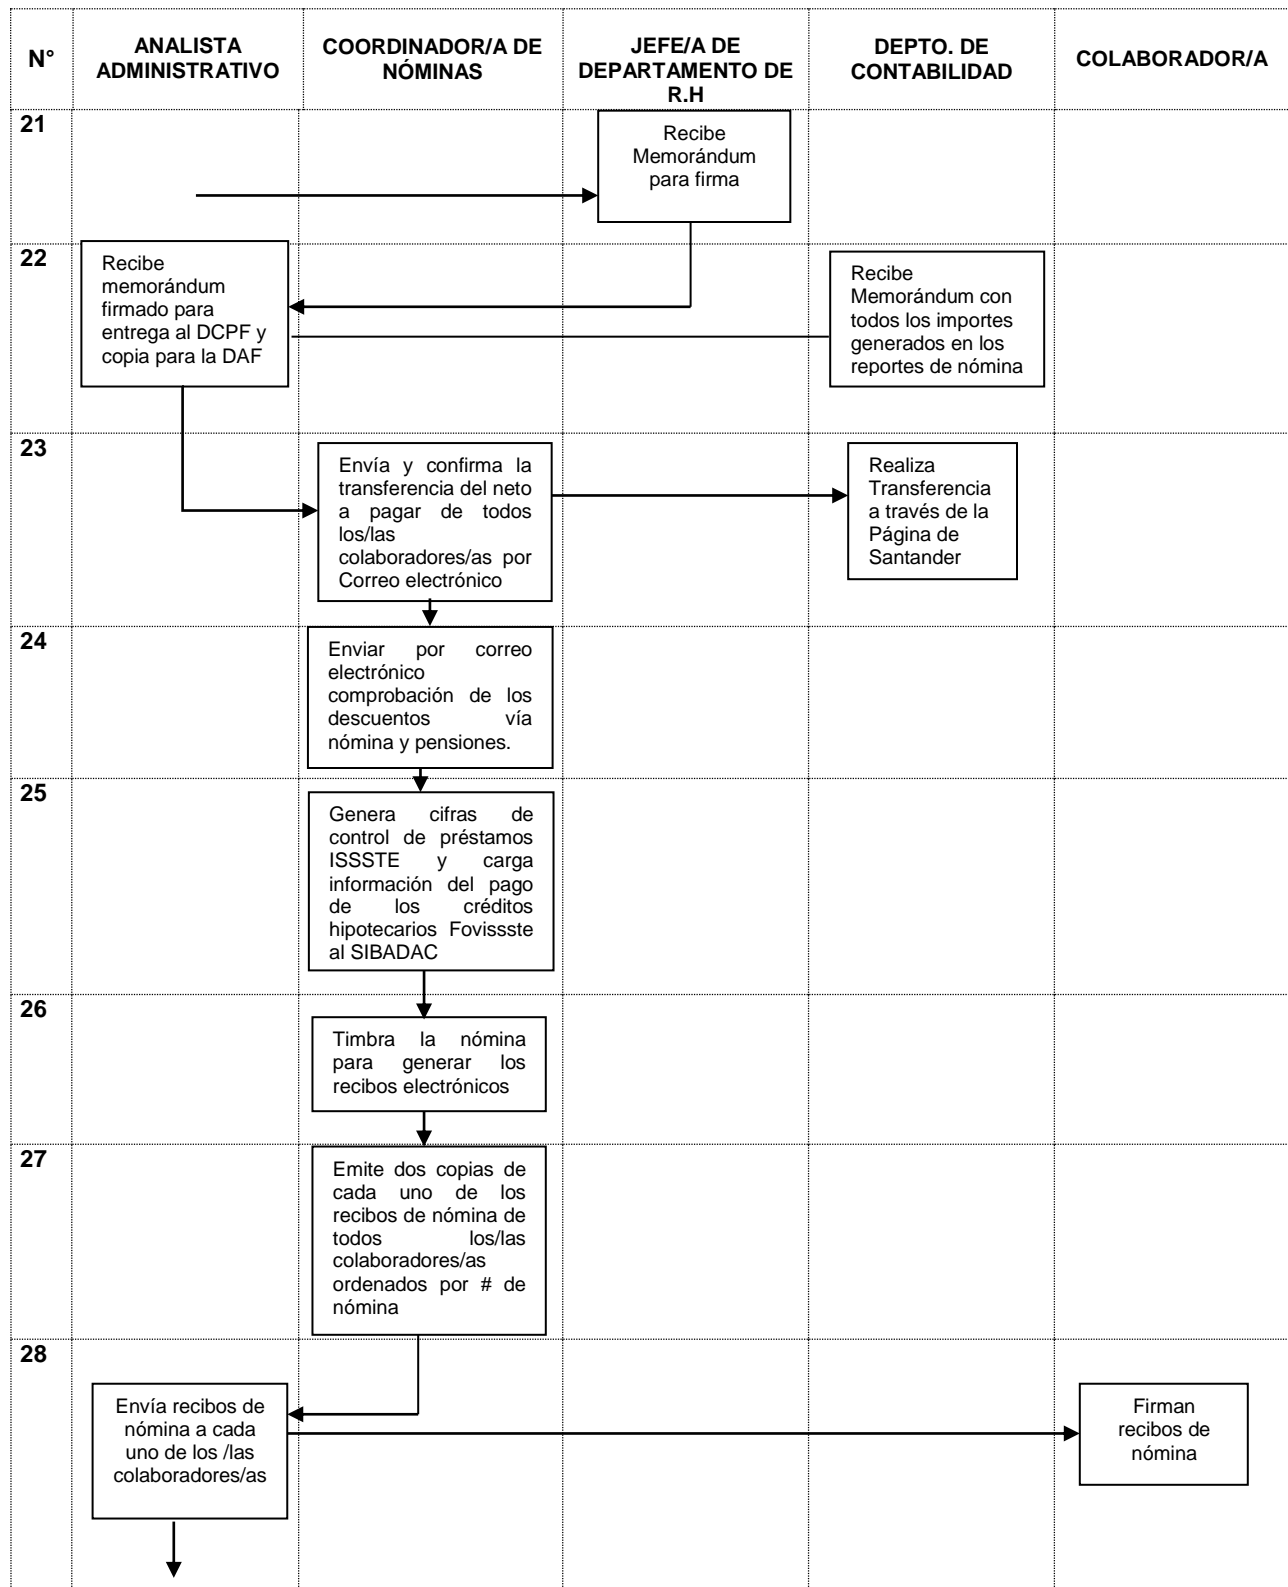 N°
ANALISTA
ADMINISTRATIVO
COORDINADOR/A DE
NÓMINAS
JEFE/A DE
DEPARTAMENTO DE
R.H
DEPTO. DE
CONTABILIDAD
COLABORADOR/A
21
Recibe
Memorándum
para firma
22
Recibe
memorándum
firmado para
entrega al DCPF y
copia para la DAF
Recibe
Memorándum con
todos los importes
generados en los
reportes de nómina
23
Envía y confirma la
transferencia del neto
a pagar de todos
los/las
colaboradores/as por
Correo electrónico
Realiza
Transferencia
a través de la
Página de
Santander
24
Enviar por correo
electrónico
comprobación de los
descuentos vía
nómina y pensiones.
25
Genera cifras de
control de préstamos
ISSSTE y carga
información del pago
de los créditos
hipotecarios Fovissste
al SIBADAC
26
Timbra la nómina
para generar los
recibos electrónicos
27
Emite dos copias de
cada uno de los
recibos de nómina de
todos los/las
colaboradores/as
ordenados por # de
nómina
28
Envía recibos de
nómina a cada
uno de los /las
colaboradores/as
Firman
recibos de
nómina